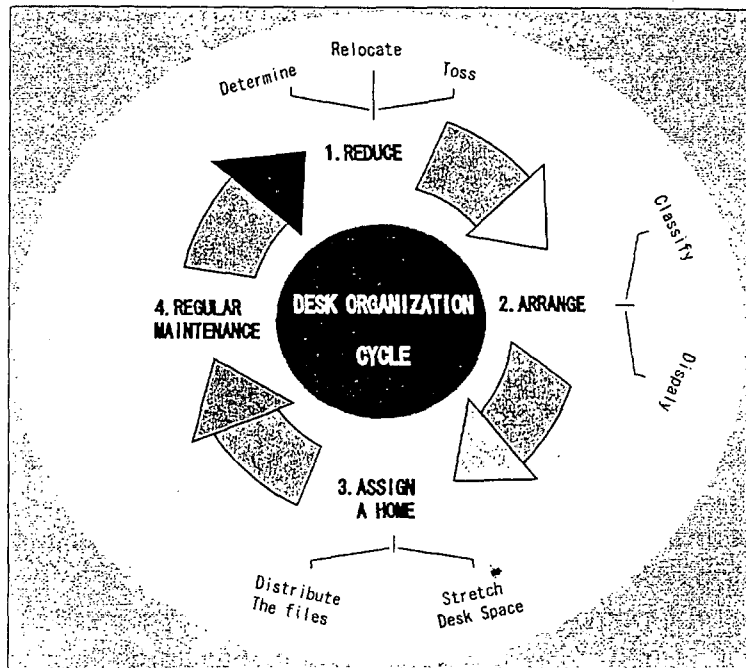 Relocate
Determine
Toss
1. REDUCE
Classify
DESK ORGANIZATION
CYCLE
2. ARRANGE
Dispaly
4. REGULAR
MAINTENANCE
3. ASSIGN
A HOME
Distribute
The files
Stretch
Desk Space